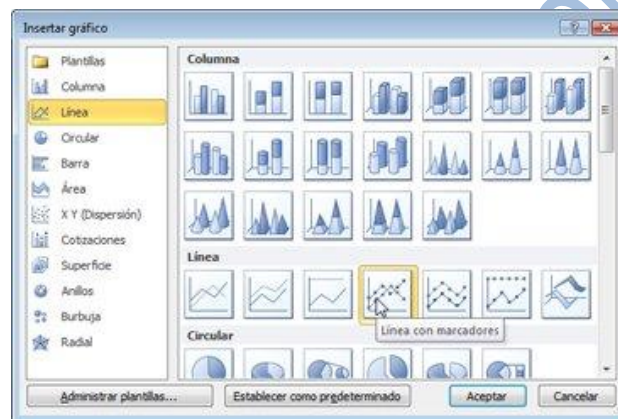 Insertar gráfico
Plantillas
Columna
Línea
Circular
Barra
Área
X Y (Dispersión)
Cotizaciones
Superficie
Anillos
Burbuja
Radial
Columna
Línea
Línea con marcadores
Circular
Administrar plantillas...
Establecer como predeterminado
Aceptar
Cancelar